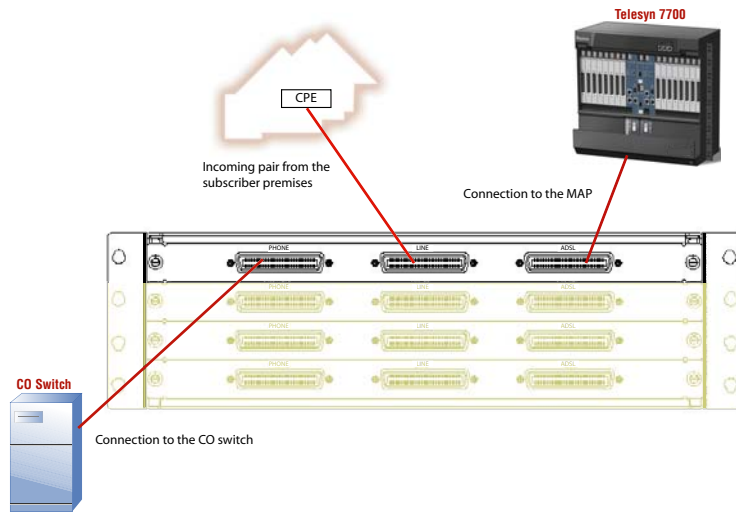 Telesyn 7700
CPE
Incoming pair from the
subscriber premises
Connection to the MAP
PHONE LINE ADSL
PHONE LINE ADSL
PHONE LINE ADSL
PHONE LINE ADSL
CO Switch
Connection to the CO switch